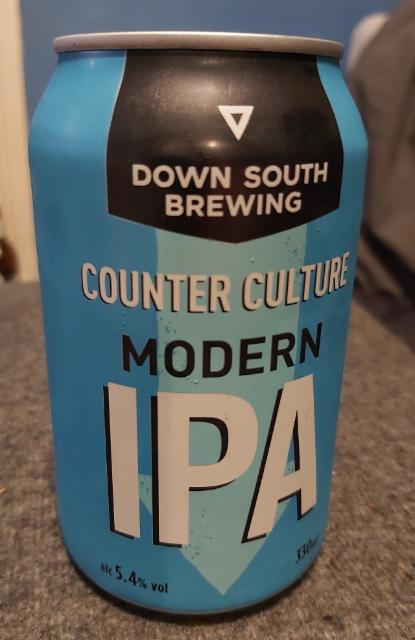 DOWN SOUTH
BREWING
COUNTER CULTURE
MODERN
IPA
alc 5.4% vol
330ml